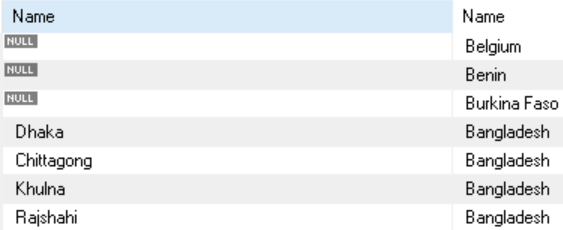 Name Name
NULL Belgium
NULL Benin
NULL Burkina Faso
Dhaka Bangladesh
Chittagong Bangladesh
Khulna Bangladesh
Rajshahi Bangladesh